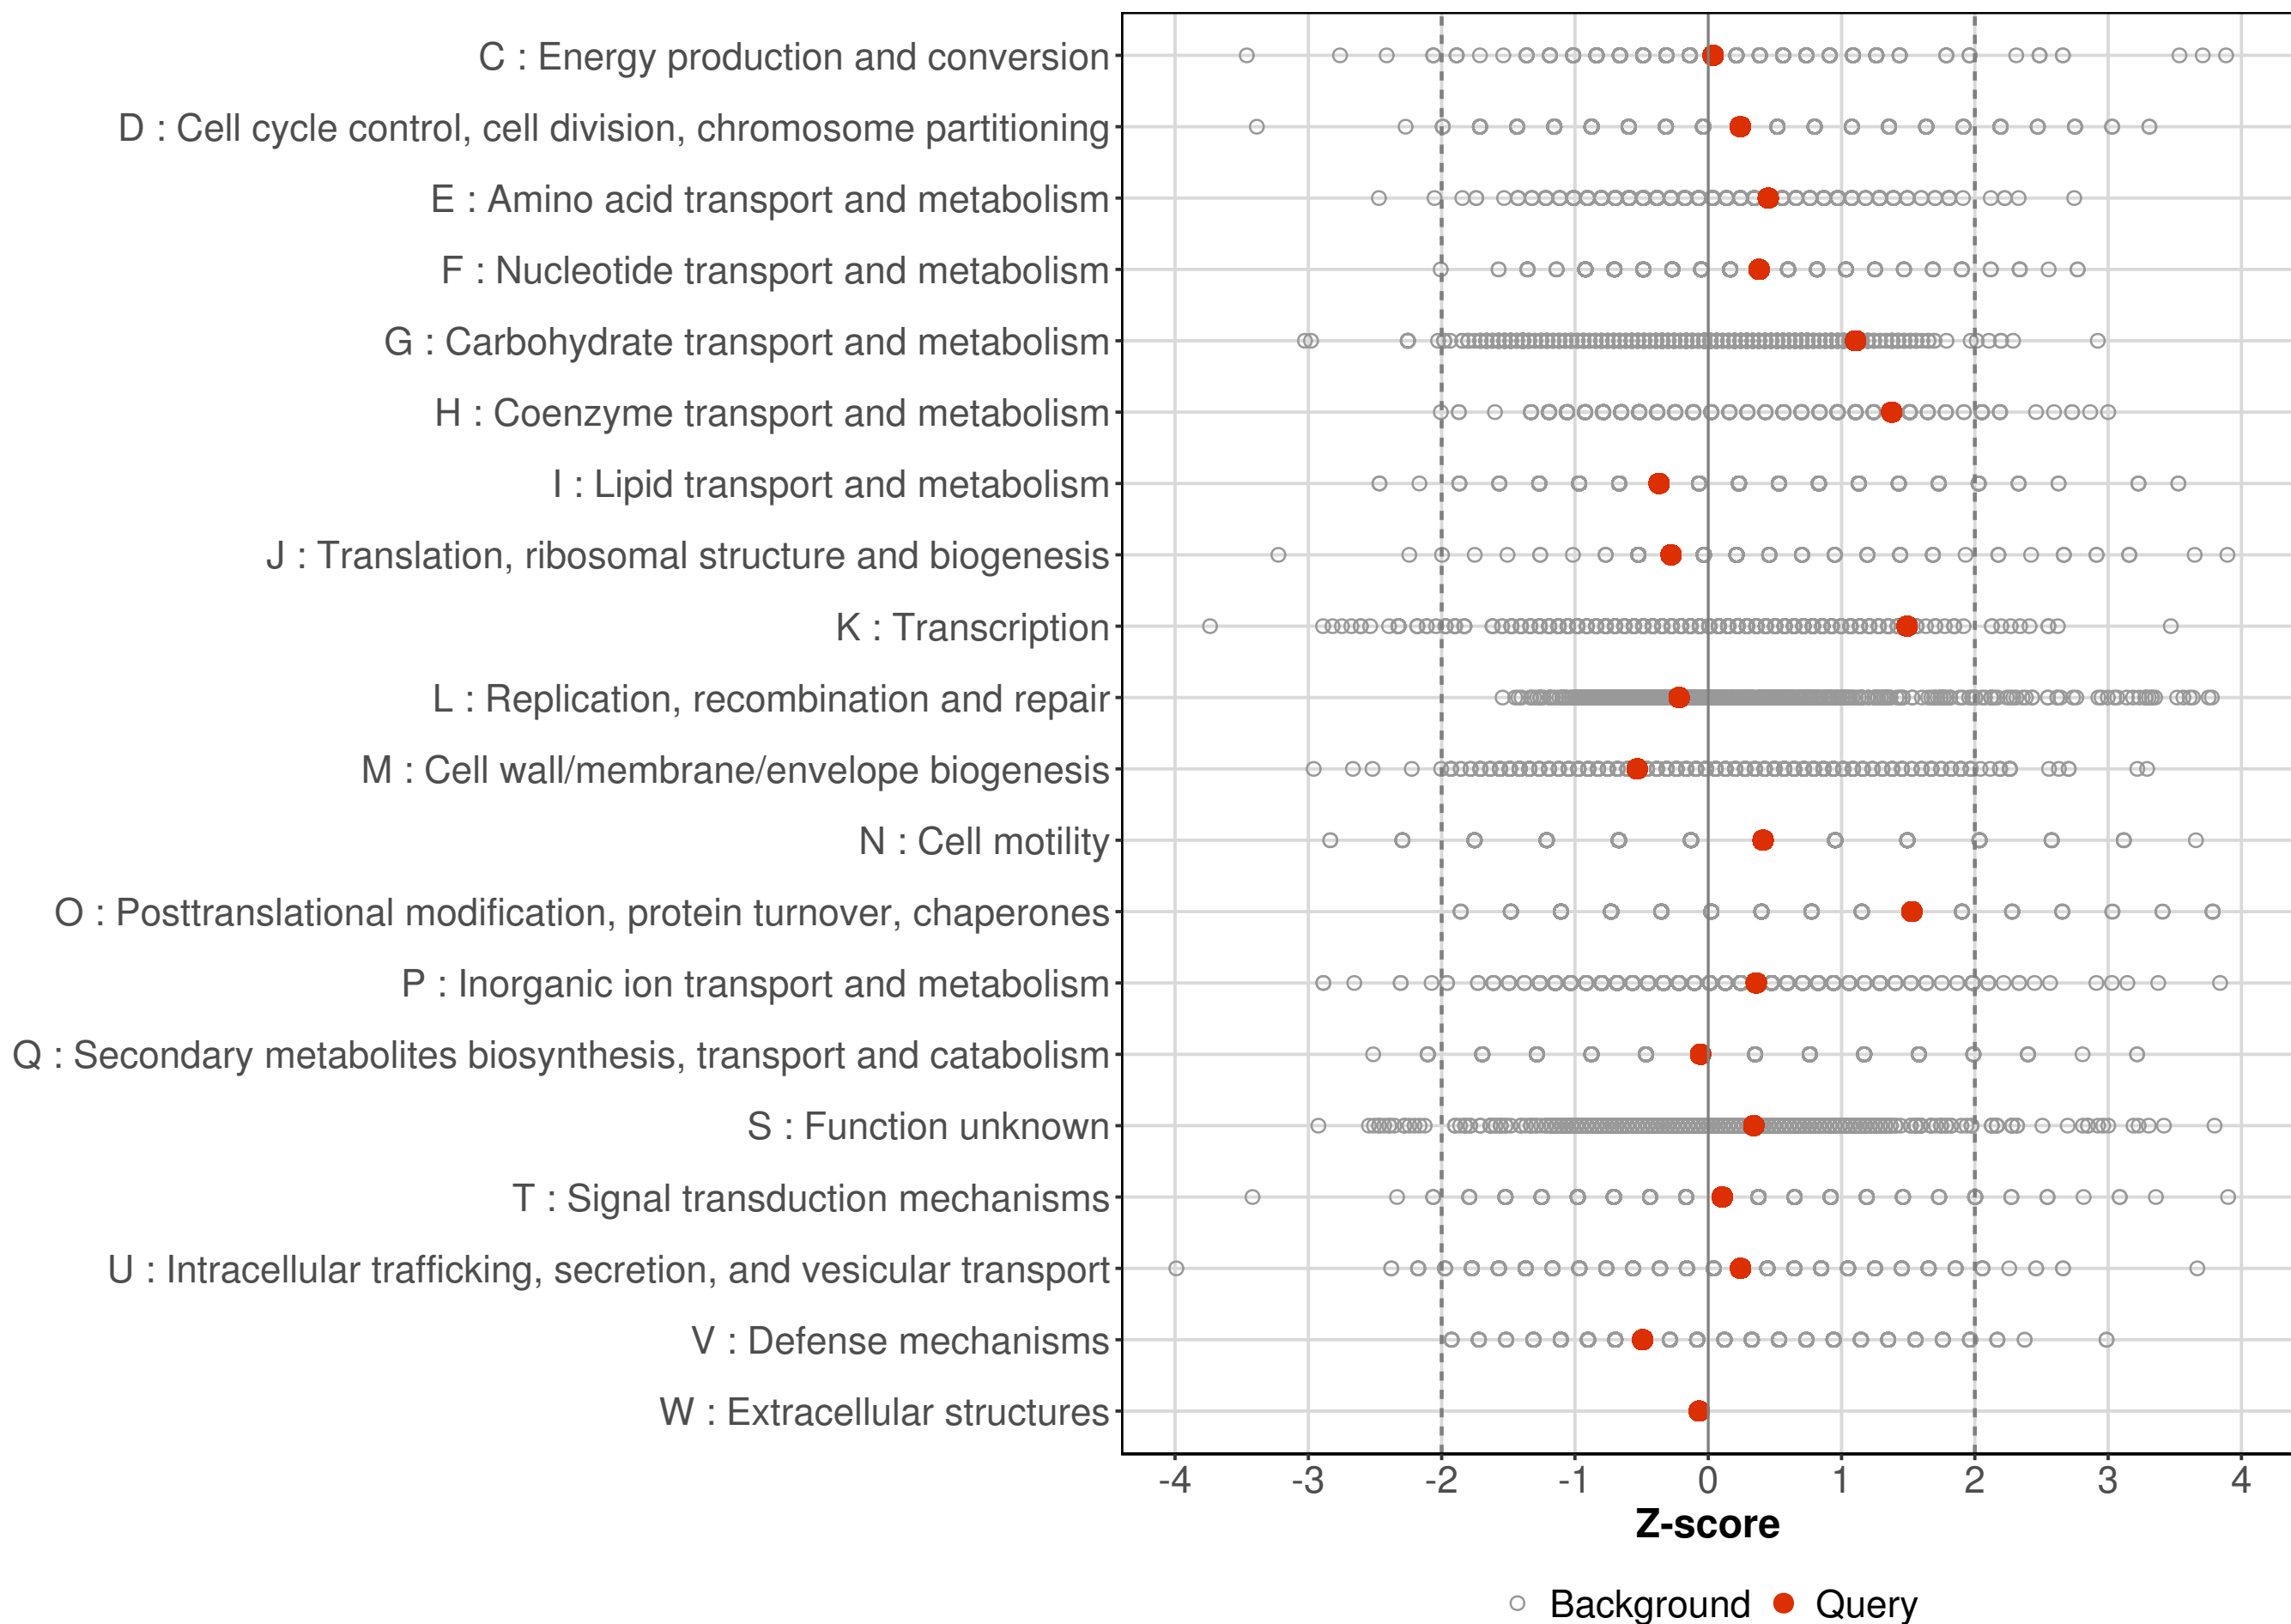 C : Energy production and conversion
D : Cell cycle control, cell division, chromosome partitioning
E : Amino acid transport and metabolism
F : Nucleotide transport and metabolism
G : Carbohydrate transport and metabolism
H : Coenzyme transport and metabolism
I : Lipid transport and metabolism
J : Translation, ribosomal structure and biogenesis
K : Transcription
L : Replication, recombination and repair
M : Cell wall/membrane/envelope biogenesis
N : Cell motility
O : Posttranslational modification, protein turnover, chaperones
P : Inorganic ion transport and metabolism
Q : Secondary metabolites biosynthesis, transport and catabolism
S : Function unknown
T : Signal transduction mechanisms
U : Intracellular trafficking, secretion, and vesicular transport
V : Defense mechanisms
W : Extracellular structures
-4 -3 -2 -1 0 1 2 3 4
Z-score
Background Query